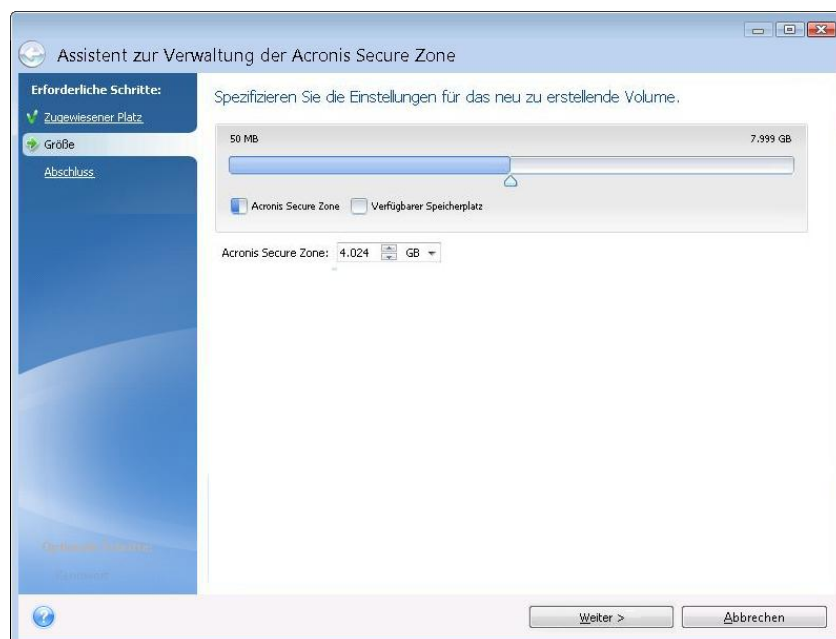 Assistent zur Verwaltung der Acronis Secure Zone
Erforderliche Schritte:
Zugewiesener Platz
Größe
Abschluss
Spezifizieren Sie die Einstellungen für das neu zu erstellende Volume.
50 MB 7.999 GB
Acronis Secure Zone Verfügbarer Speicherplatz
Acronis Secure Zone: 4.024 GB
Weiter > Abbrechen